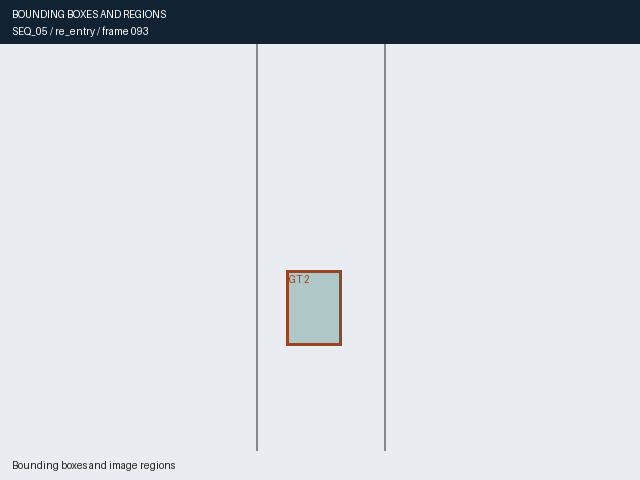 BOUNDING BOXES AND REGIONS
SEQ_05 / re_entry / frame 093
GT 2
Bounding boxes and image regions